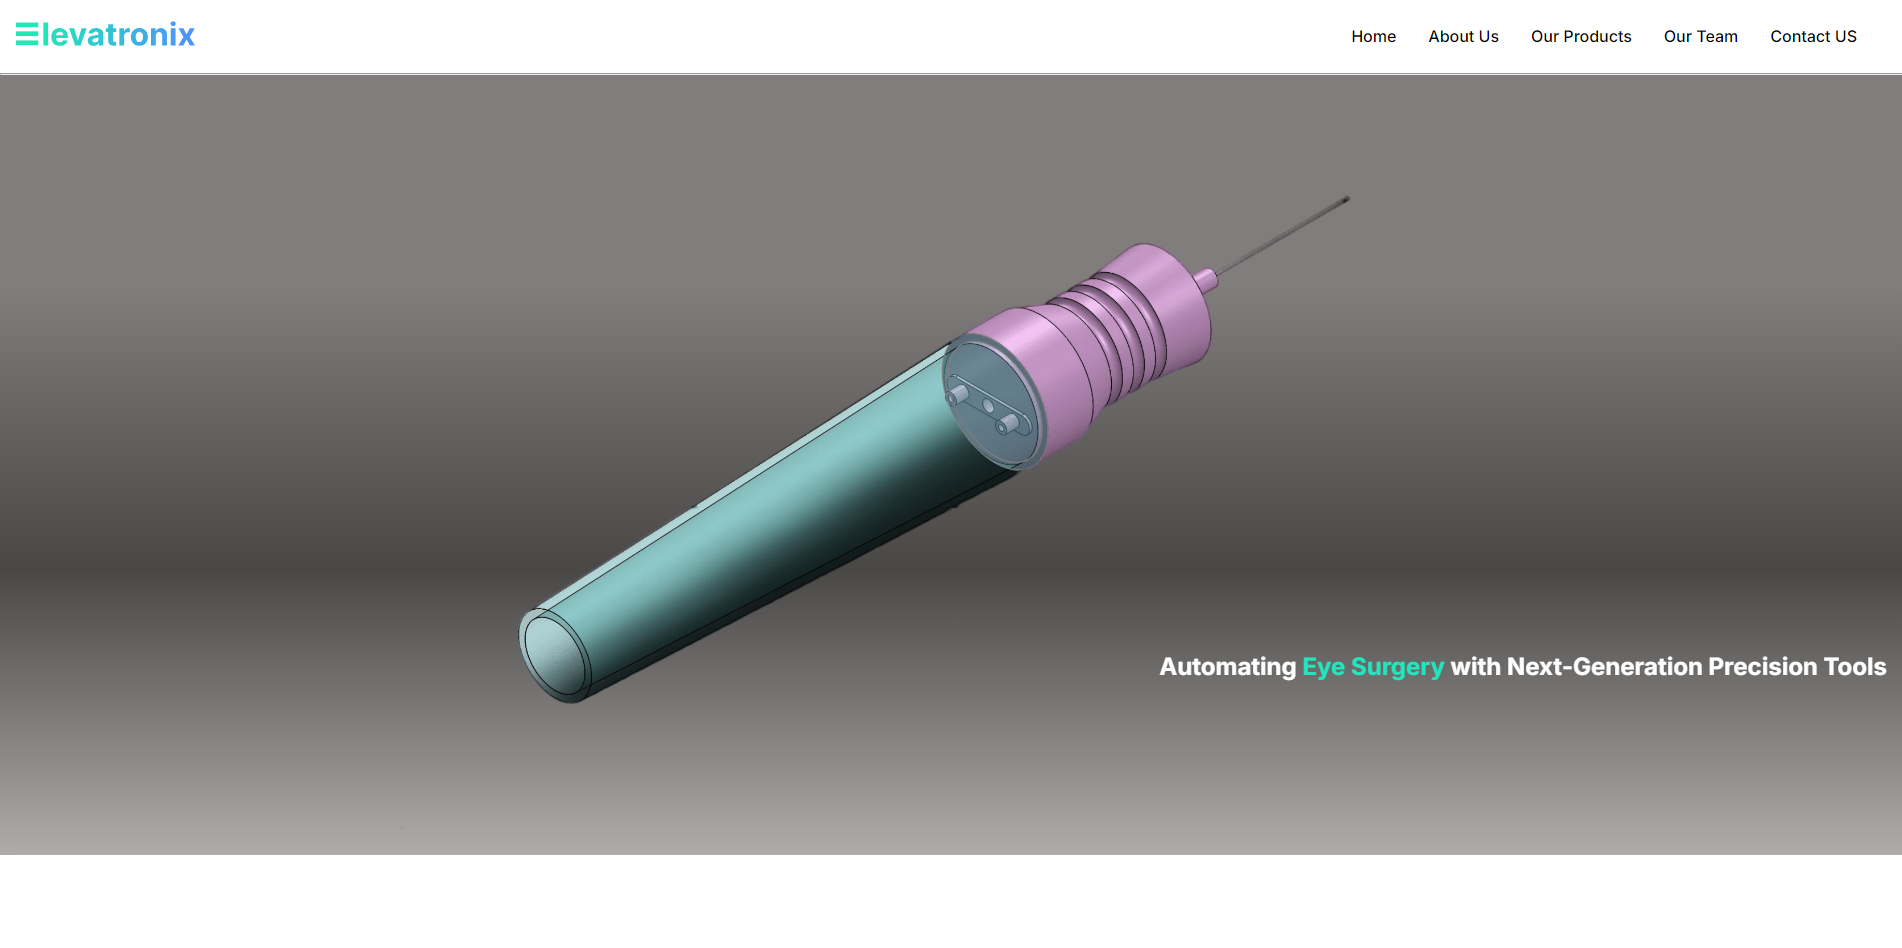 Elevatronix
Home About Us Our Products Our Team Contact US
Automating Eye Surgery with Next-Generation Precision Tools